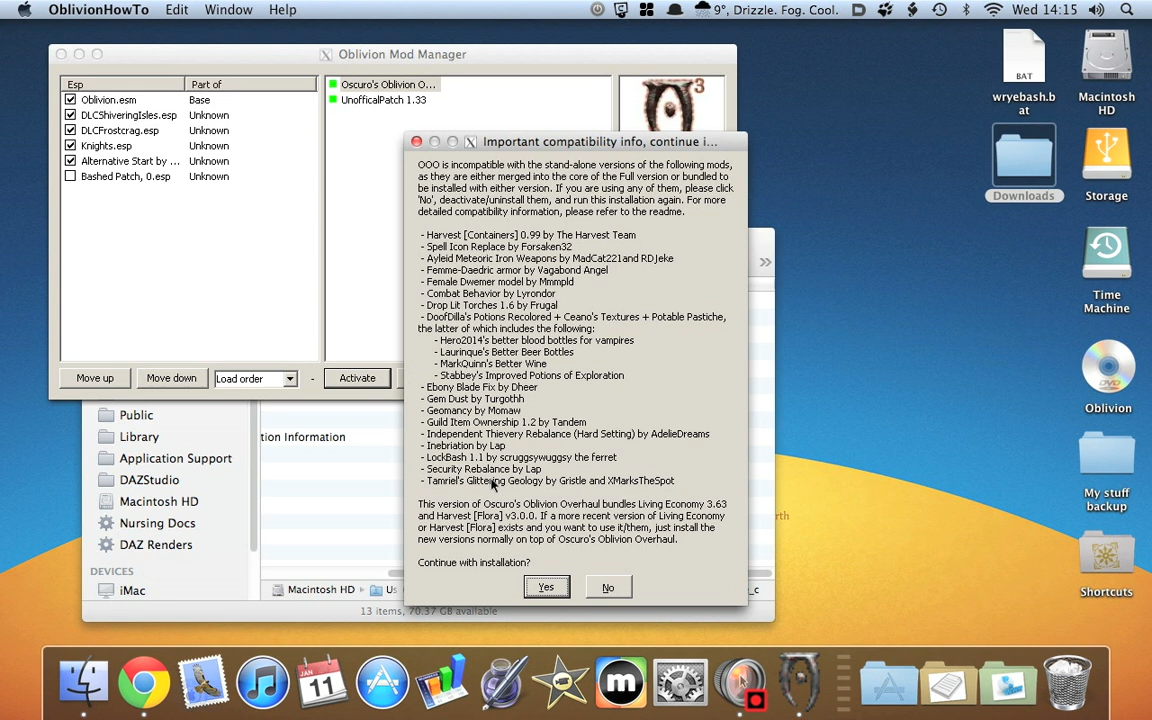 OblivionHowTo Edit Window Help
9°, Drizzle. Fog. Cool.
Wed 14:15
Oblivion Mod Manager
Esp Part of
Oblivion.esm Base
DLCShiveringIsles.esp Unknown
DLCFrostcrag.esp Unknown
Knights.esp Unknown
Alternative Start by ... Unknown
Bashed Patch, 0.esp Unknown
Oscuro's Oblivion O...
UnofficalPatch 1.33
3
Move up
Move down
Load order
-
Activate
Important compatibility info, continue i...
OOO is incompatible with the stand-alone versions of the following mods,
as they are either merged into the core of the Full version or bundled to
be installed with either version. If you are using any of them, please click
'No', deactivate/uninstall them, and run this installation again. For more
detailed compatibility information, please refer to the readme.
- Harvest [Containers] 0.99 by The Harvest Team
- Spell Icon Replace by Forsaken32
- Ayleid Meteoric Iron Weapons by MadCat221and RDJeke
- Femme-Daedric armor by Vagabond Angel
- Female Dwemer model by Mmmpld
- Combat Behavior by Lyrondor
- Drop Lit Torches 1.6 by Frugal
- DoofDilla's Potions Recolored + Ceano's Textures + Potable Pastiche,
the latter of which includes the following:
- Hero2014's better blood bottles for vampires
- Laurinque's Better Beer Bottles
- MarkQuinn's Better Wine
- Stabbey's Improved Potions of Exploration
- Ebony Blade Fix by Dheer
- Gem Dust by Turgothh
- Geomancy by Momaw
- Guild Item Ownership 1.2 by Tandem
- Independent Thievery Rebalance (Hard Setting) by AdelieDreams
- Inebriation by Lap
- LockBash 1.1 by scruggsywuggsy the ferret
- Security Rebalance by Lap
- Tamriel's Glittering Geology by Gristle and XMarksTheSpot
This version of Oscuro's Oblivion Overhaul bundles Living Economy 3.63
and Harvest [Flora] v3.0.0. If a more recent version of Living Economy
or Harvest [Flora] exists and you want to use it/them, just install the
new versions normally on top of Oscuro's Oblivion Overhaul.
Continue with installation?
Yes
No
Public
Library
Application Support
DAZStudio
Macintosh HD
Nursing Docs
DAZ Renders
DEVICES
iMac
tion Information
Macintosh HD
Us
_c
13 items, 70.37 GB available
BAT
wryebash.b
at
Macintosh
HD
Downloads
Storage
Time
Machine
DVD
Oblivion
My stuff
backup
Shortcuts
11